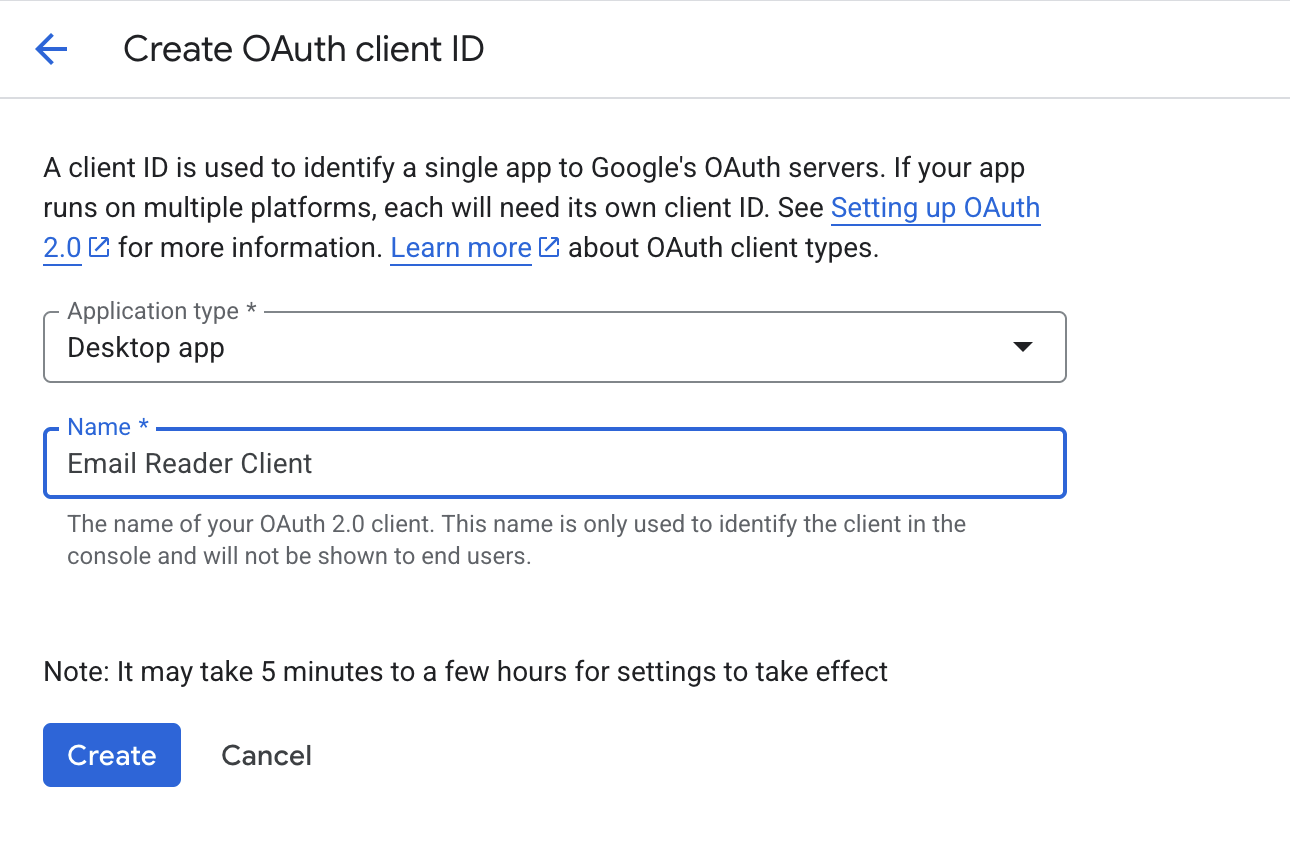 Create OAuth client ID
A client ID is used to identify a single app to Google's OAuth servers. If your app
runs on multiple platforms, each will need its own client ID. See Setting up OAuth
2.0 for more information. Learn more about OAuth client types.
Application type *
Desktop app
Name *
Email Reader Client
The name of your OAuth 2.0 client. This name is only used to identify the client in the
console and will not be shown to end users.
Note: It may take 5 minutes to a few hours for settings to take effect
Create Cancel